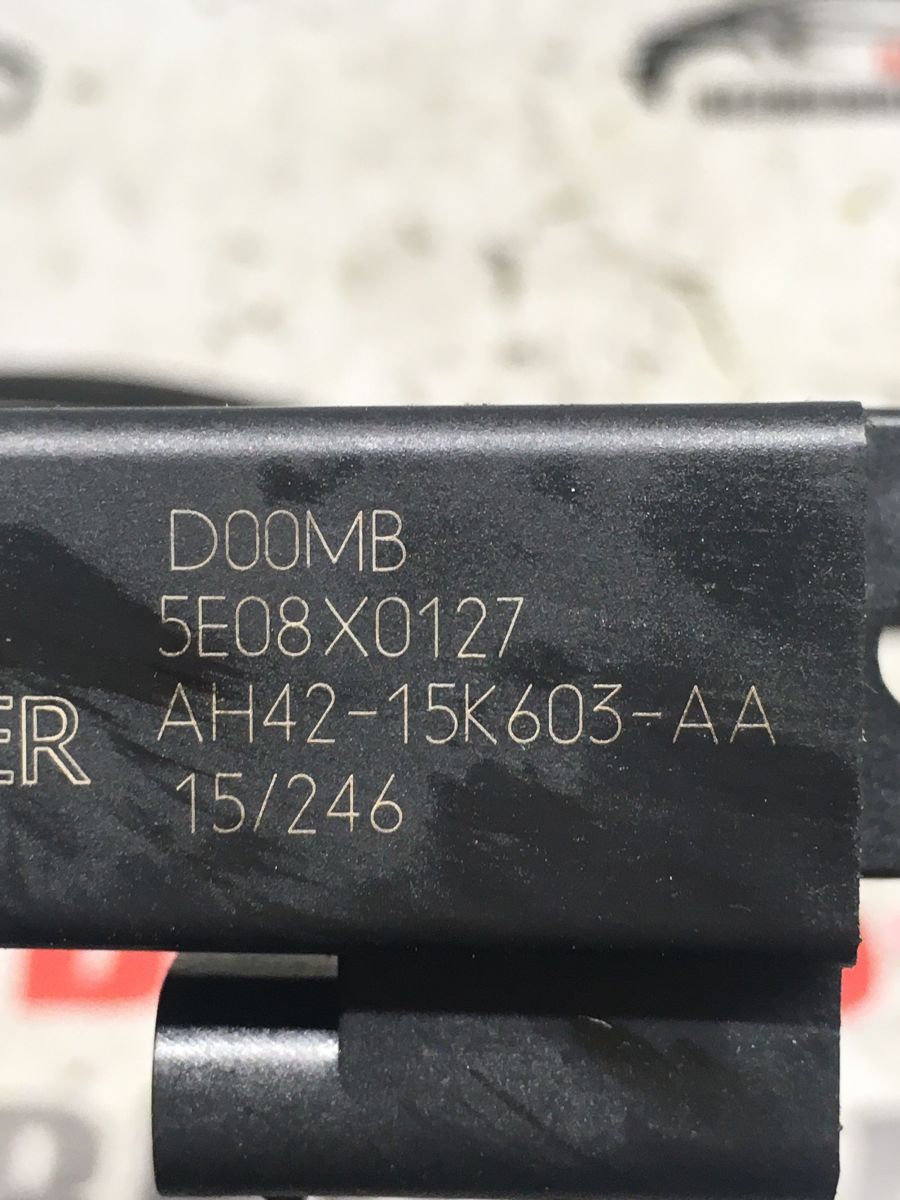 D00MB
5E08X0127
ER
AH42-15K603-AA
15/246